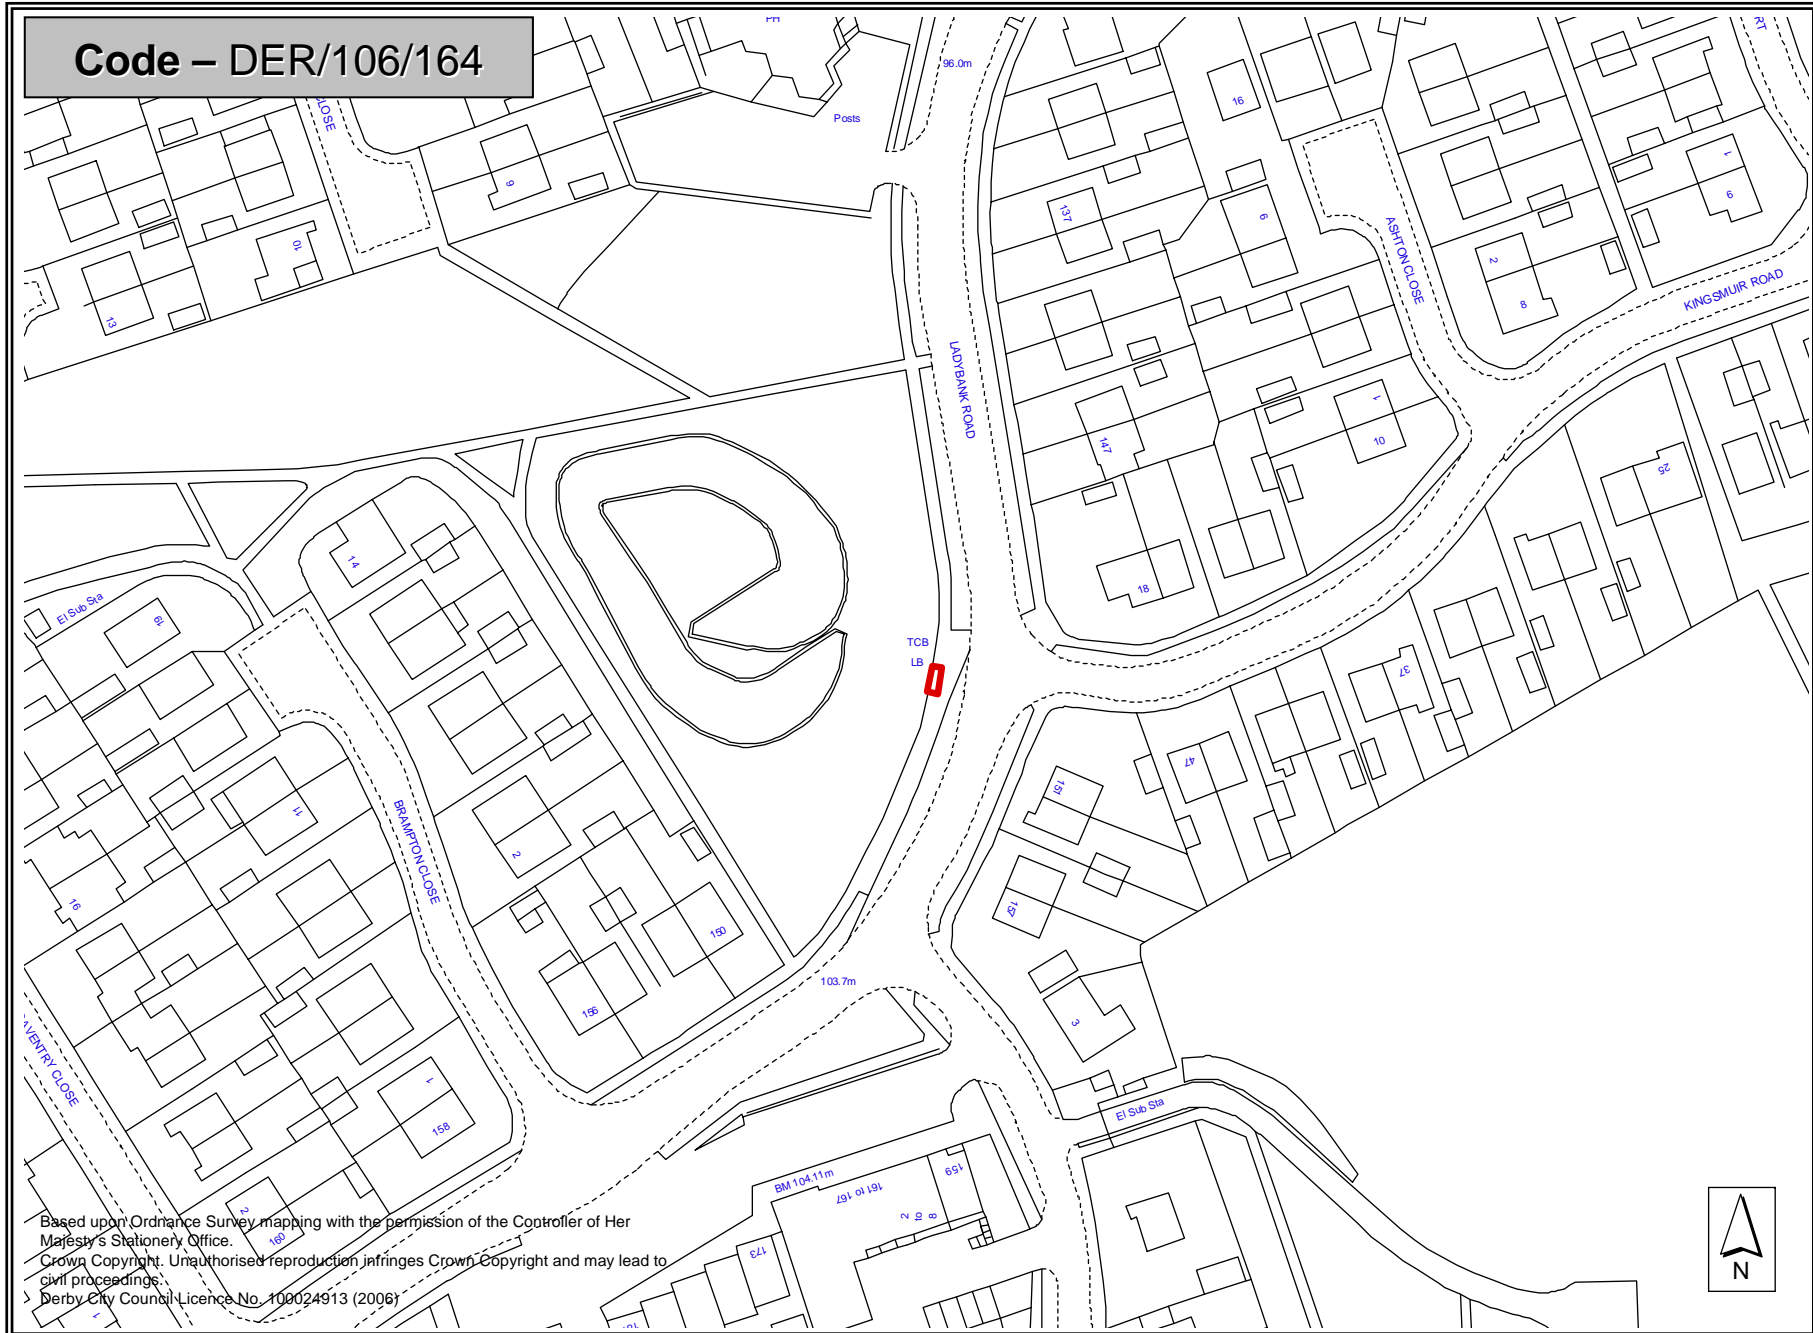 Code – DER/106/164
PH
96.0m
Posts
CLOSE
9
10
13
16
137
6
ASHTON CLOSE
1
9
2
8
KINGSMUIR ROAD
LADYBANK ROAD
147
1
10
25
18
14
El Sub Sta
19
TCB
LB
37
47
151
157
11
BRAMPTON CLOSE
2
16
150
156
103.7m
3
El Sub Sta
1
158
BM 104.11m
161 to 167
159
2
to
8
173
2
160
1
Based upon Ordnance Survey mapping with the permission of the Controller of Her
Majesty's Stationery Office.
Crown Copyright. Unauthorised reproduction infringes Crown Copyright and may lead to
civil proceedings.
Derby City Council Licence No. 100024913 (2006)
N